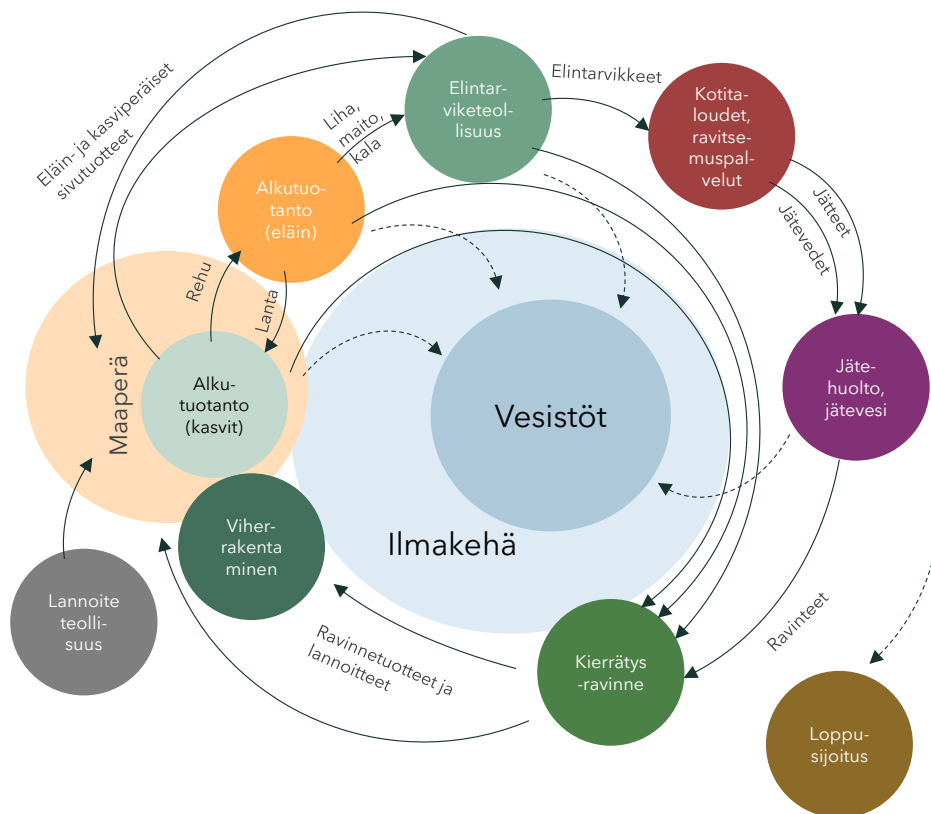 Eläin- ja kasviperäiset
sivutuotteet
Liha,
maito,
kala
Elintar-
viketeol-
lisuus
Elintarvikkeet
Kotita-
loudet,
ravitse-
muspal-
velut
Jätteet
Jätevedet
Alkutuo-
tanto
(eläin)
Rehu
Lanta
Maaperä
Alku-
tuotanto
(kasvit)
Vesistöt
Jäte-
huolto,
jätevesi
Viher-
rakenta
minen
Ilmakehä
Lannoite
teolli-
suus
Ravinnetuotteet ja
lannoitteet
Kierrätys
-ravinne
Ravinteet
Loppu-
sijoitus